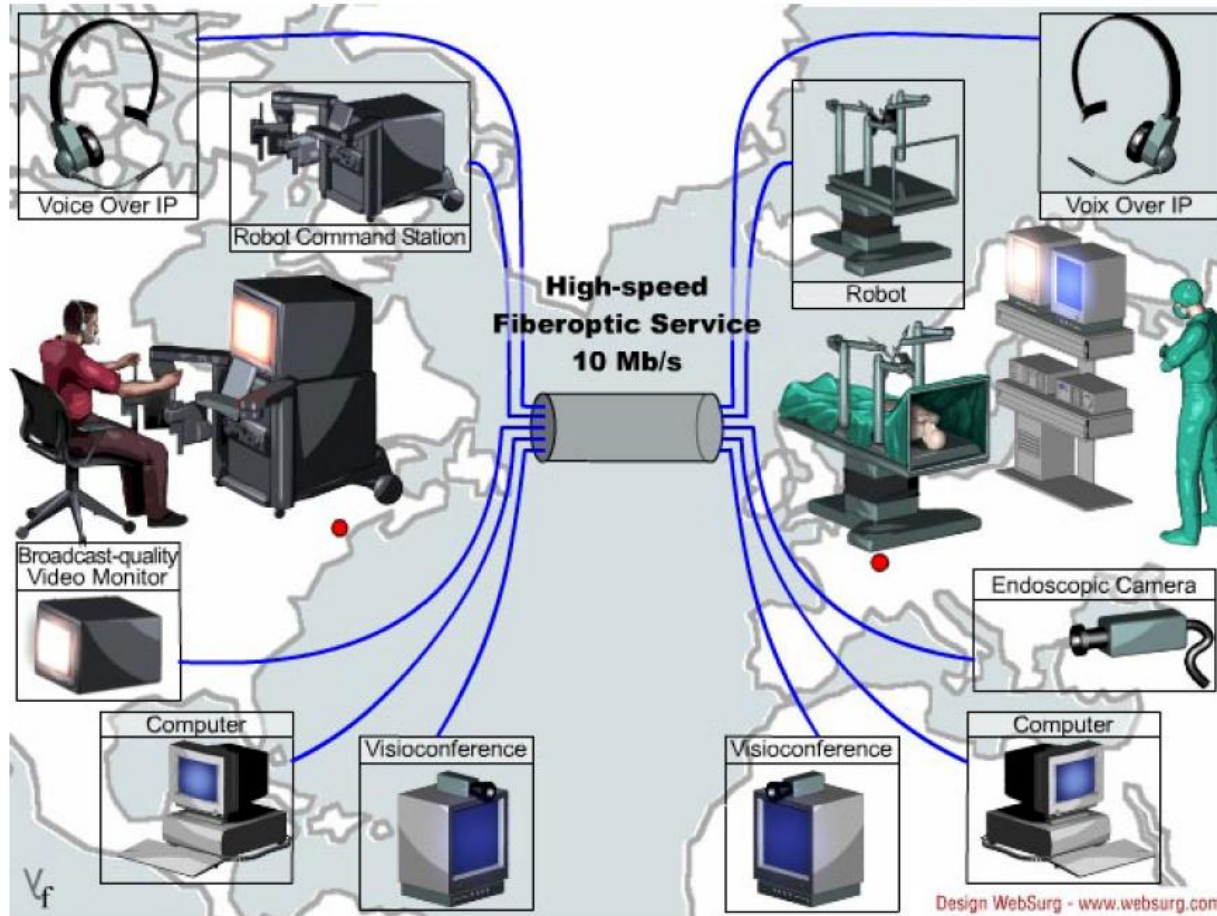 Voice Over IP
Robot Command Station
High-speed
Fiberoptic Service
10 Mb/s
Robot
Voix Over IP
Broadcast-quality
Video Monitor
Endoscopic Camera
Computer
Visioconference
Visioconference
Computer
Vf
Design WebSurg - www.websurg.com